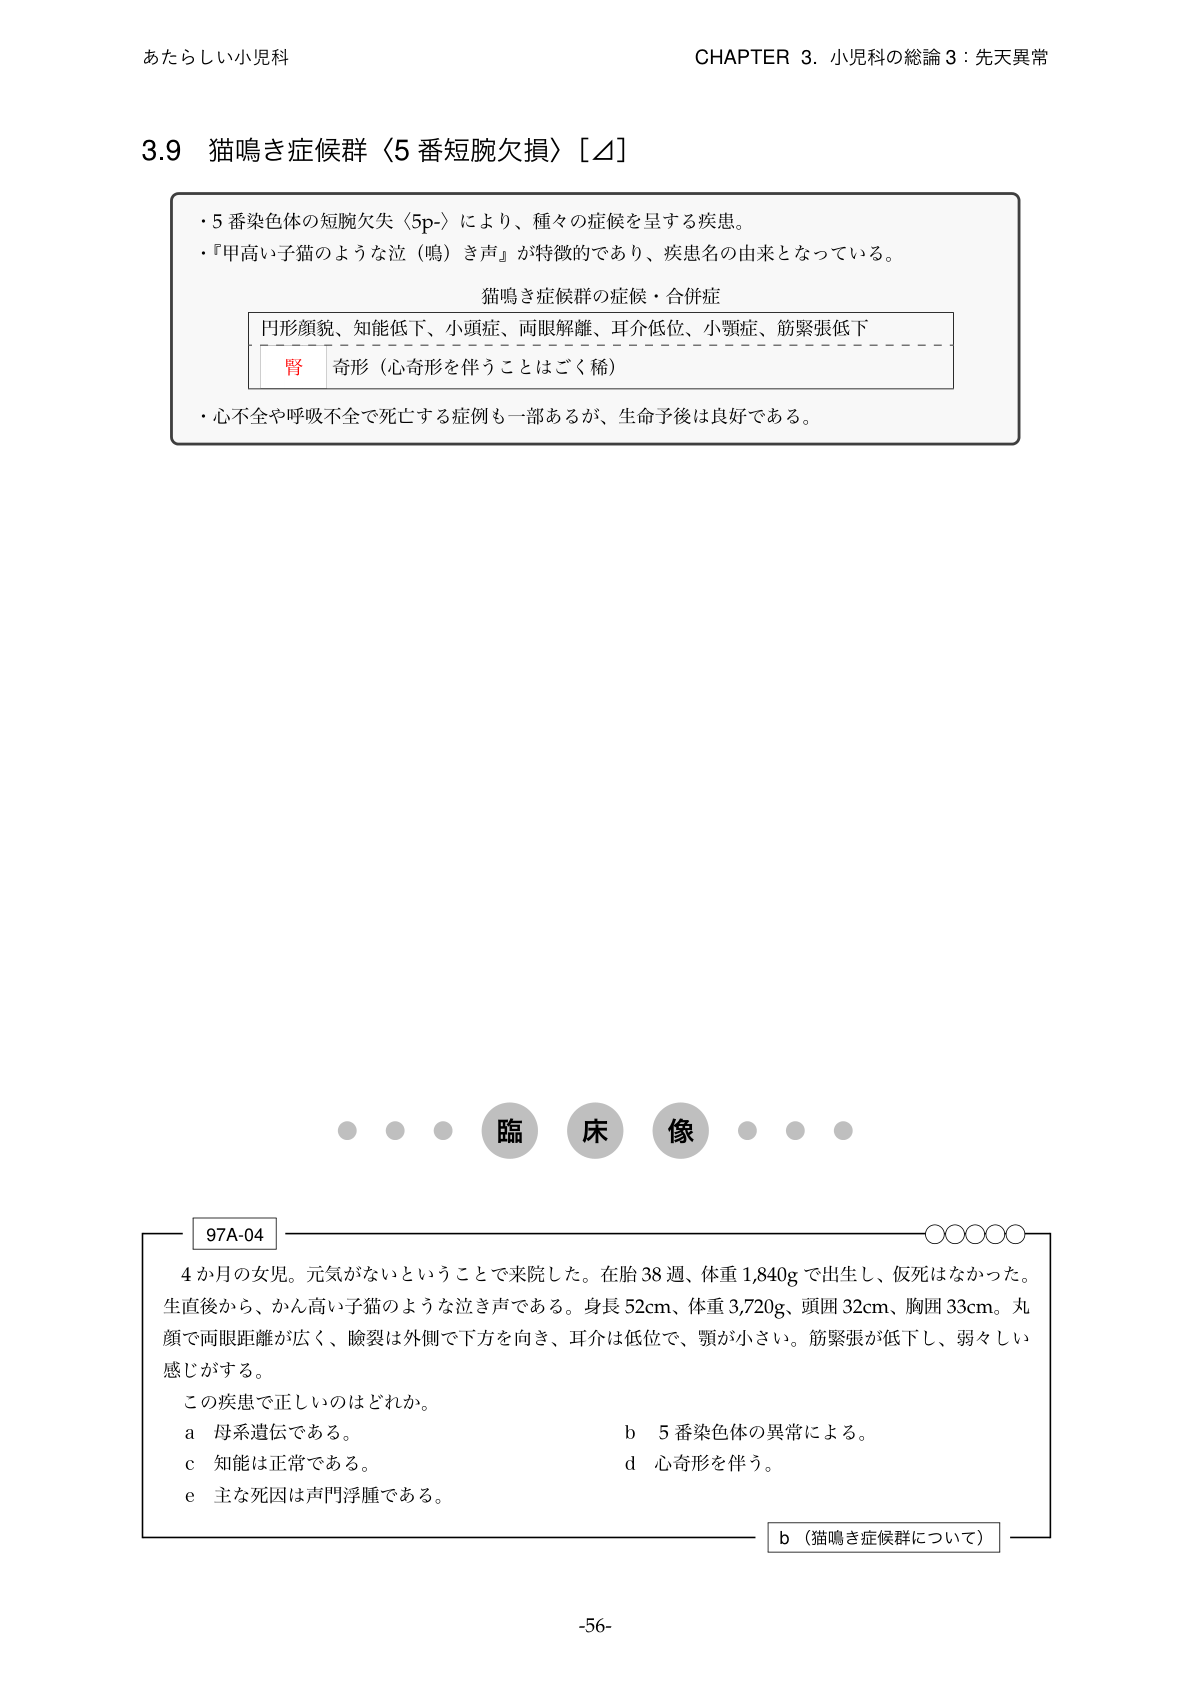 あたらしい小児科
CHAPTER 3. 小児科の総論 3：先天異常
3.9 猫鳴き症候群〈5 番短腕欠損〉[⊿]
・5 番染色体の短腕欠失〈5p-〉により、種々の症候を呈する疾患。
・『甲高い子猫のような泣（鳴）き声』が特徴的であり、疾患名の由来となっている。
猫鳴き症候群の症候・合併症
円形顔貌、知能低下、小頭症、両眼解離、耳介低位、小顎症、筋緊張低下
腎 奇形（心奇形を伴うことはごく稀）
・心不全や呼吸不全で死亡する症例も一部あるが、生命予後は良好である。
臨 床 像
97A-04
4 か月の女児。元気がないということで来院した。在胎 38 週、体重 1,840g で出生し、仮死はなかった。
生直後から、かん高い子猫のような泣き声である。身長 52cm、体重 3,720g、頭囲 32cm、胸囲 33cm。丸
顔で両眼距離が広く、瞼裂は外側で下方を向き、耳介は低位で、顎が小さい。筋緊張が低下し、弱々しい
感じがする。
この疾患で正しいのはどれか。
a 母系遺伝である。
b 5 番染色体の異常による。
c 知能は正常である。
d 心奇形を伴う。
e 主な死因は声門浮腫である。
b （猫鳴き症候群について）
-56-